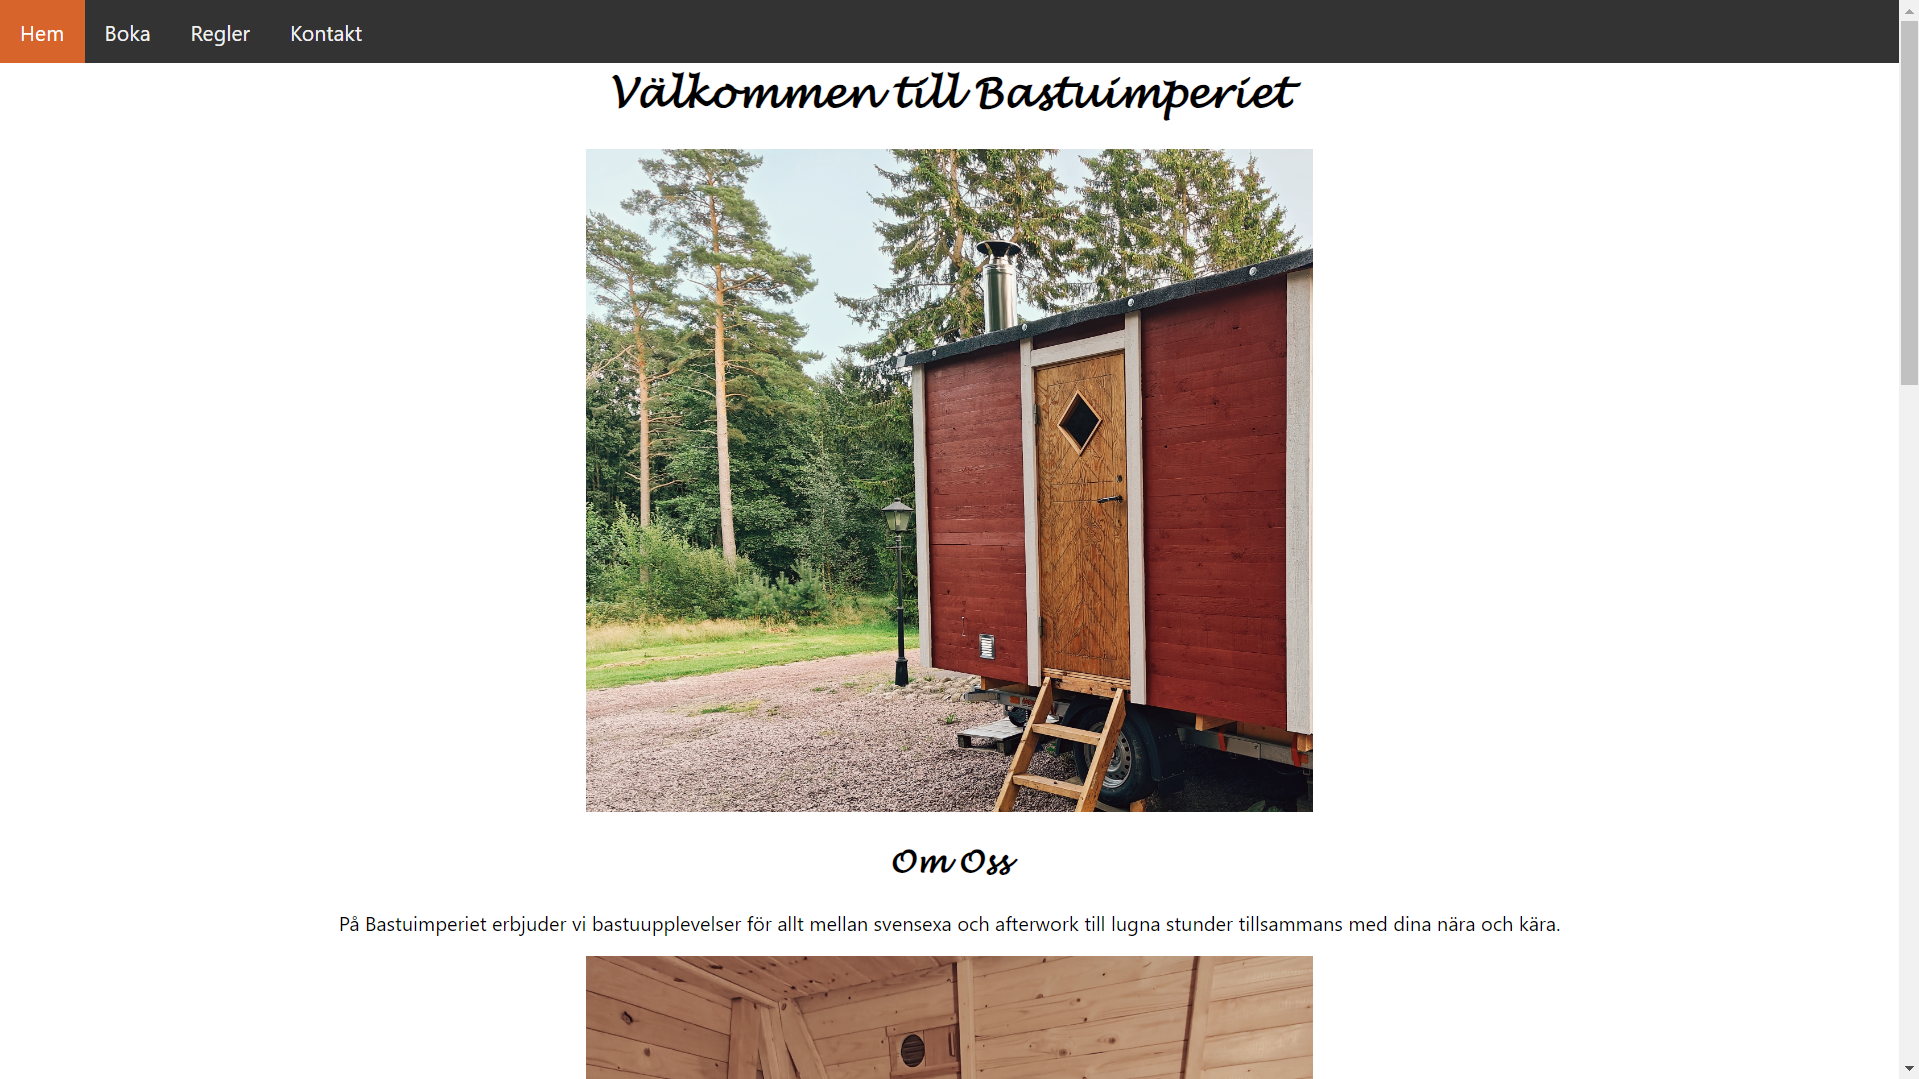 Hem Boka Regler Kontakt
Välkommen till Bastuimperiet
Om Oss
På Bastuimperiet erbjuder vi bastuupplevelser för allt mellan svensexa och afterwork till lugna stunder tillsammans med dina nära och kära.